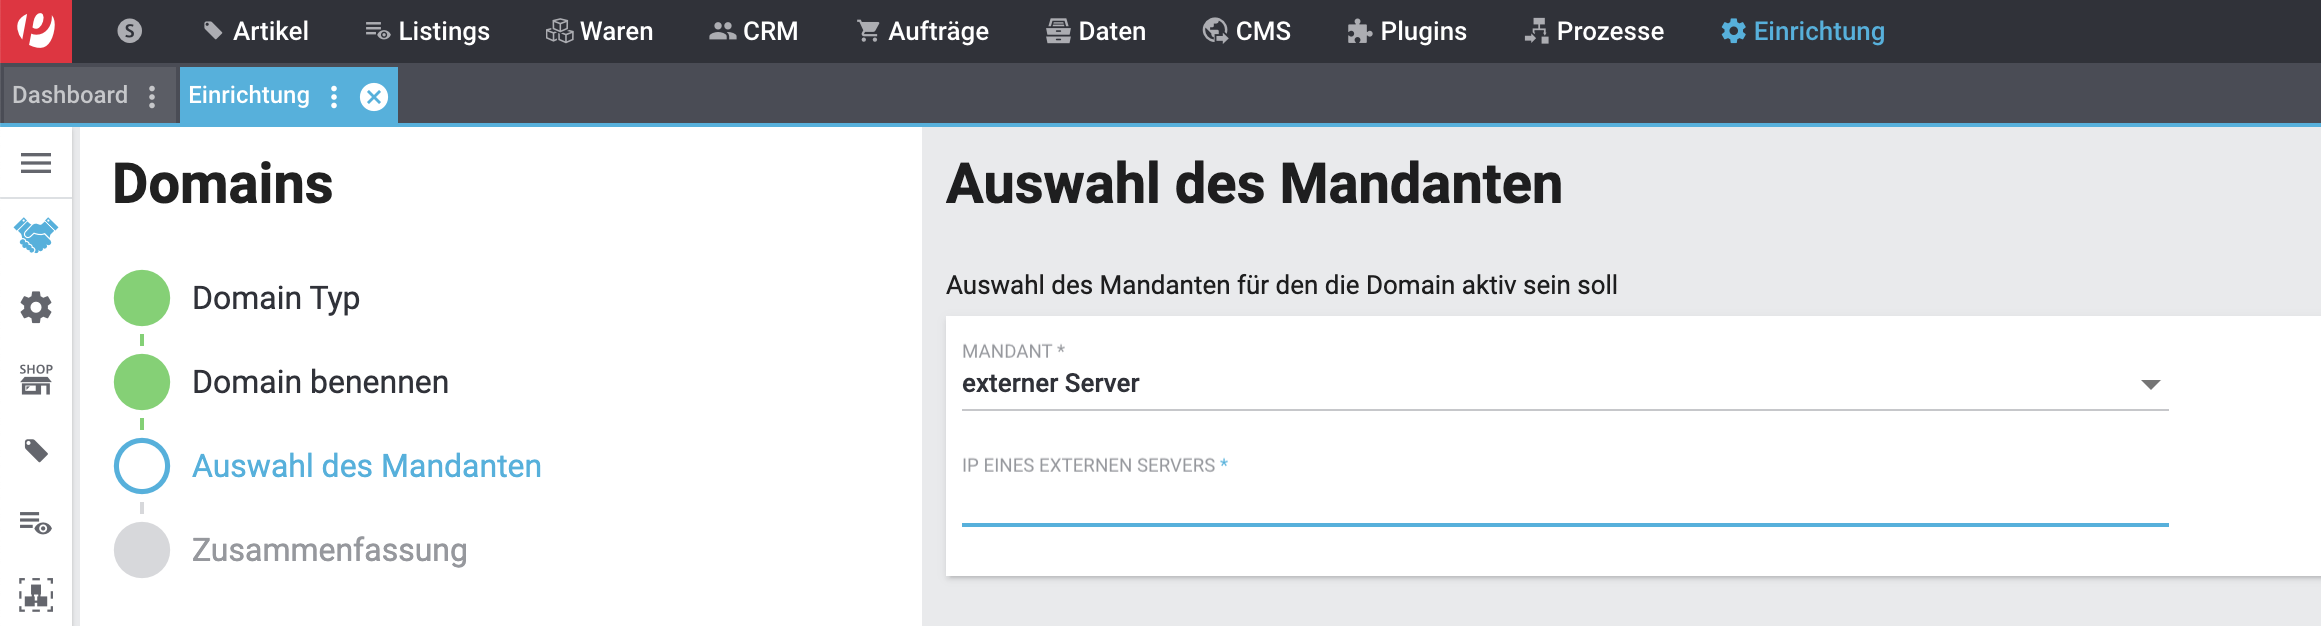 S Artikel Listings Waren CRM Aufträge Daten CMS Plugins Prozesse Einrichtung
Dashboard Einrichtung
Domains
Domain Typ
Domain benennen
Auswahl des Mandanten
Zusammenfassung
SHOP
Auswahl des Mandanten
Auswahl des Mandanten für den die Domain aktiv sein soll
MANDANT *
externer Server
IP EINES EXTERNEN SERVERS *